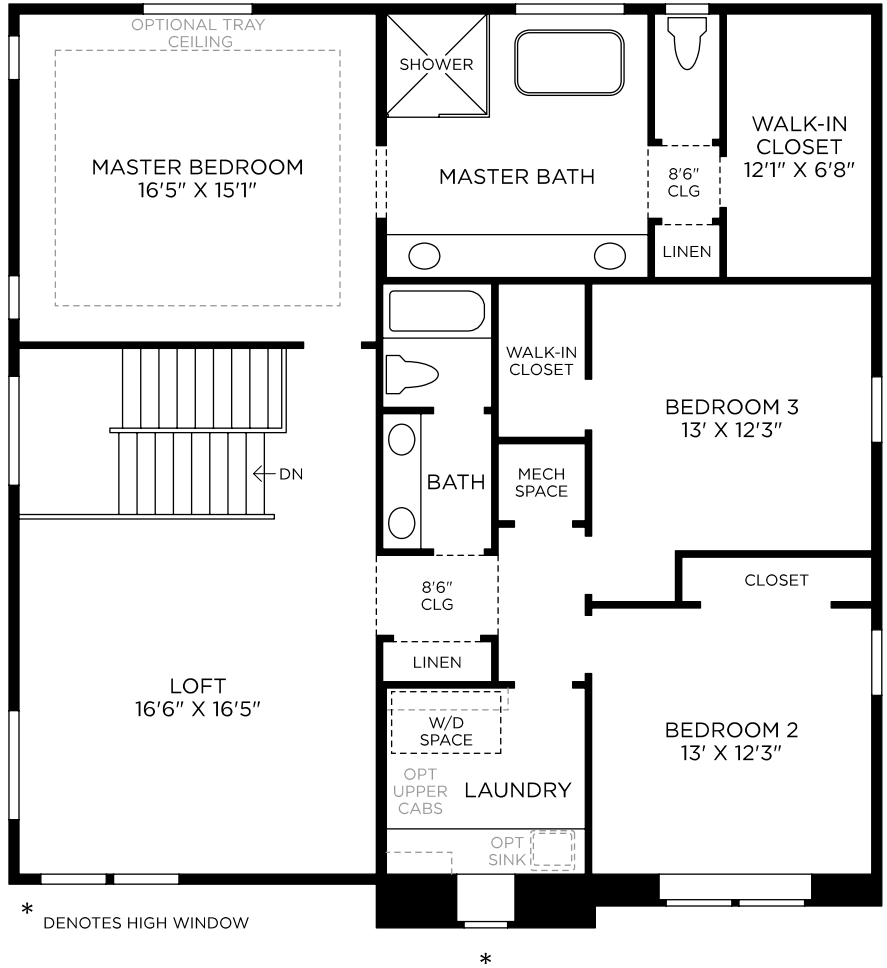 OPTIONAL TRAY
CEILING
MASTER BEDROOM
16'5" X 15'1"
SHOWER
MASTER BATH
8'6"
CLG
LINEN
WALK-IN
CLOSET
12'1" X 6'8"
WALK-IN
CLOSET
BEDROOM 3
13' X 12'3"
DN
BATH
MECH
SPACE
8'6"
CLG
LINEN
CLOSET
LOFT
16'6" X 16'5"
W/D
SPACE
OPT
UPPER
CABS
LAUNDRY
OPT
SINK
BEDROOM 2
13' X 12'3"
* DENOTES HIGH WINDOW
*